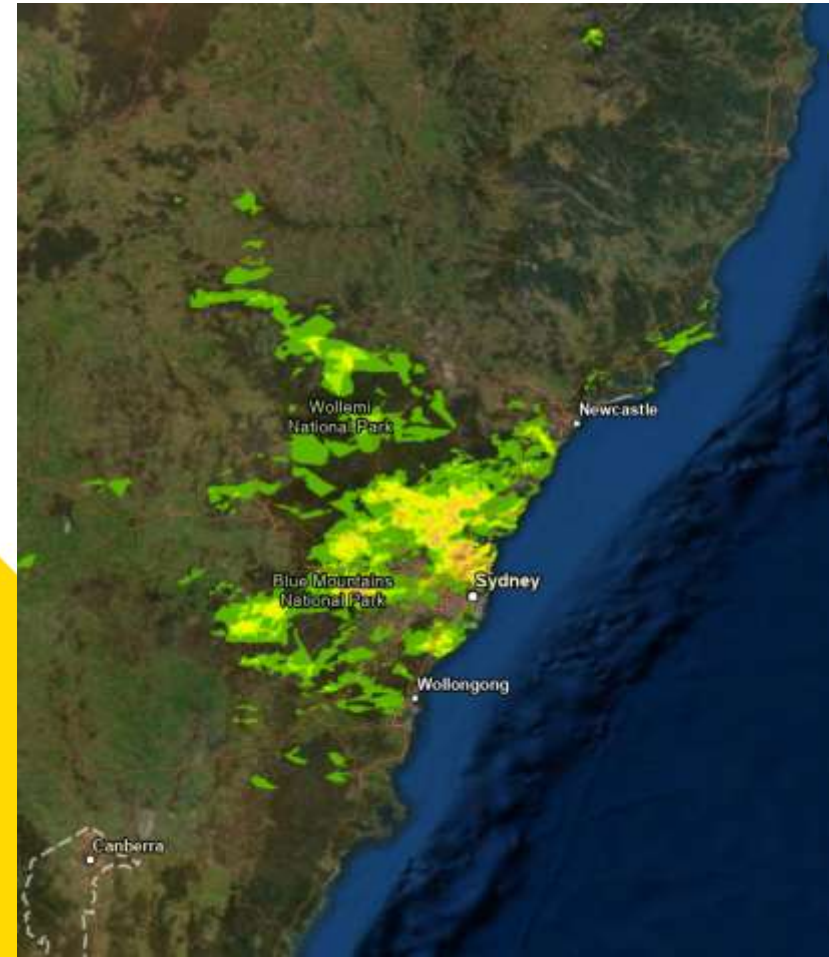 Wollemi
National Park
Newcastle
Blue Mountains
National Park
Sydney
Wollongong
Canberra